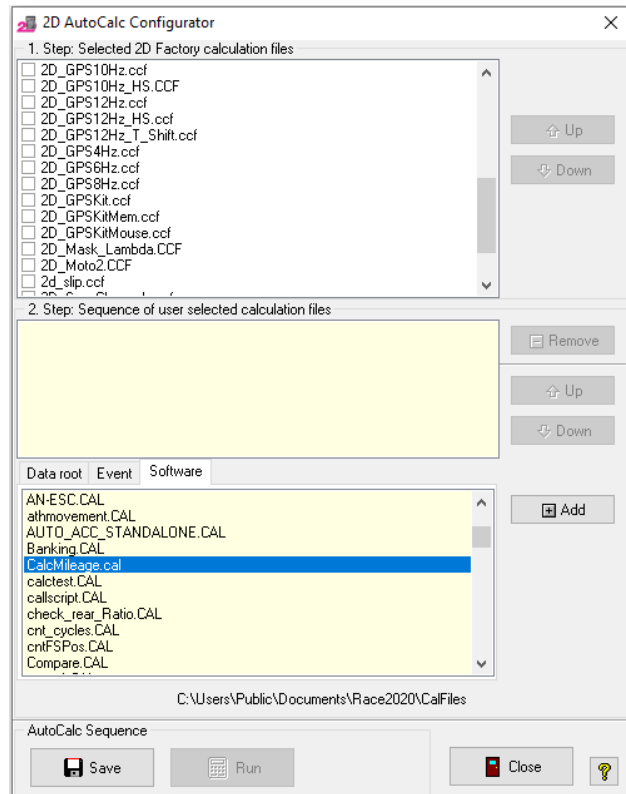 2D AutoCalc Configurator
1. Step: Selected 2D Factory calculation files
2D_GPS10Hz.ccf
2D_GPS10Hz_HS.CCF
2D_GPS12Hz.ccf
2D_GPS12Hz_HS.ccf
2D_GPS12Hz_T_Shift.ccf
2D_GPS4Hz.ccf
2D_GPS6Hz.ccf
2D_GPS8Hz.ccf
2D_GPSKit.ccf
2D_GPSKitMem.ccf
2D_GPSKitMouse.ccf
2D_Mask_Lambda.CCF
2D_Moto2.CCF
2d_slip.ccf
Up
Down
2. Step: Sequence of user selected calculation files
Remove
Up
Down
Data root Event Software
AN-ESC.CAL
athmovement.CAL
AUTO_ACC_STANDALONE.CAL
Banking.CAL
CalcMileage.cal
calctest.CAL
callscript.CAL
check_rear_Ratio.CAL
cnt_cycles.CAL
cntFSPos.CAL
Compare.CAL
Add
C:\Users\Public\Documents\Race2020\CalFiles
AutoCalc Sequence
Save Run Close ?